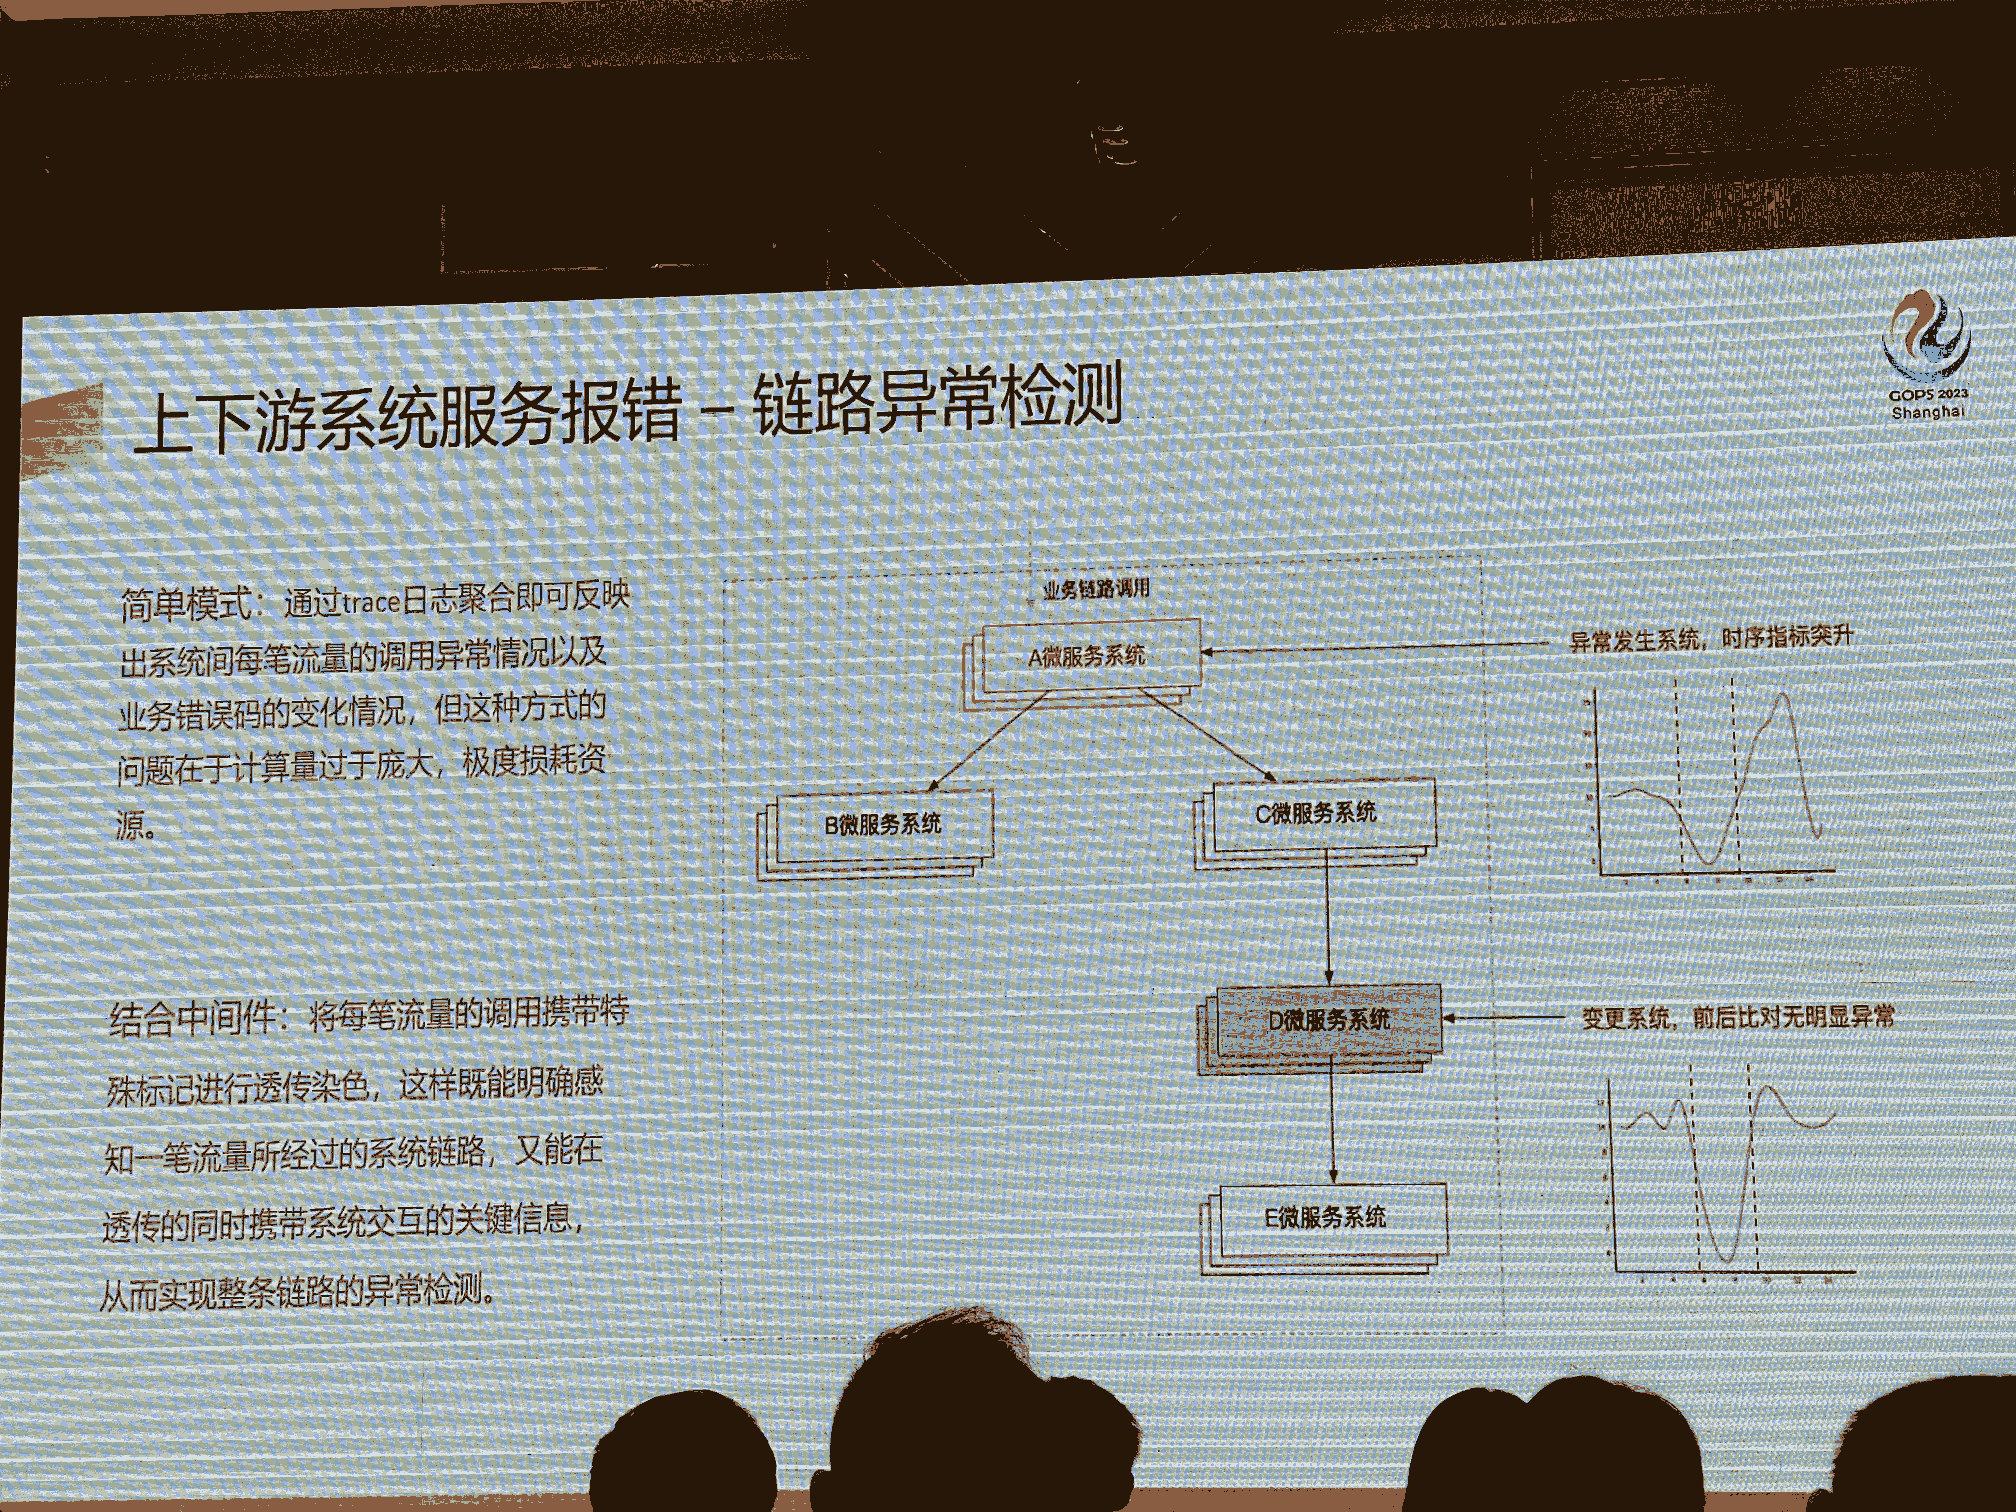 GOPS 2023
Shanghai
上下游系统服务报错 – 链路异常检测
简单模式：通过trace日志聚合即可反映
出系统间每笔流量的调用异常情况以及
业务错误码的变化情况，但这种方式的
问题在于计算量过于庞大，极度损耗资
源。
结合中间件：将每笔流量的调用携带特
殊标记进行透传染色，这样既能明确感
知一笔流量所经过的系统链路，又能在
透传的同时携带系统交互的关键信息，
从而实现整条链路的异常检测。
业务链路调用
A微服务系统
B微服务系统
C微服务系统
D微服务系统
E微服务系统
异常发生系统，时序指标突升
变更系统，前后比对无明显异常